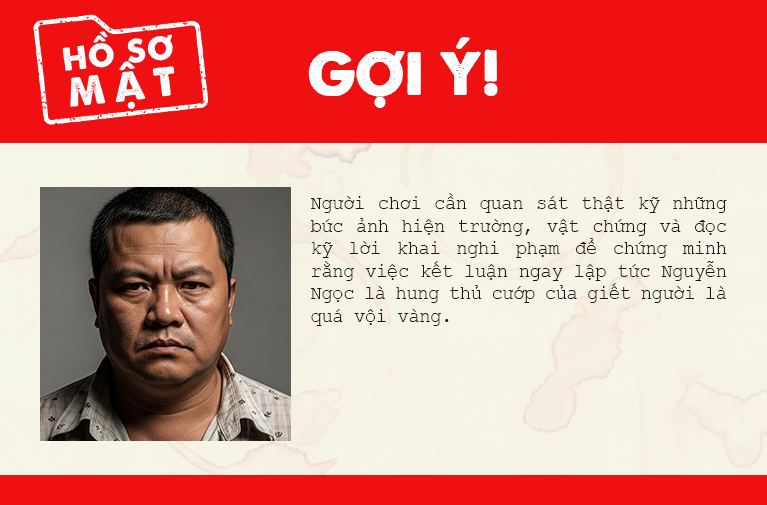 HỒ SƠ
MẬT
GỢI Ý!
Người chơi cần quan sát thật kỹ những
bức ảnh hiện trường, vật chứng và đọc
kỹ lời khai nghi phạm để chứng minh
rằng việc kết luận ngay lập tức Nguyễn
Ngọc là hung thủ cướp của giết người là
quá vội vàng.